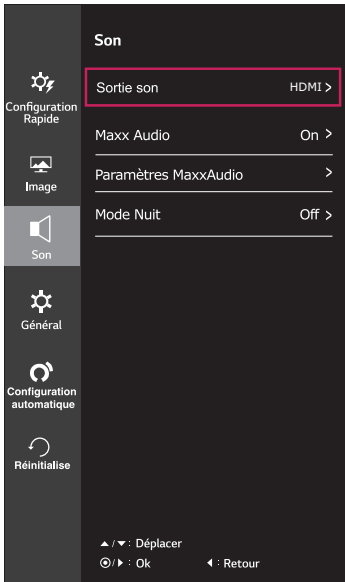 Son
Configuration
Rapide
Image
Son
Général
Configuration
automatique
Réinitialise
Sortie son HDMI >
Maxx Audio On >
Paramètres MaxxAudio >
Mode Nuit Off >
▲/▼ : Déplacer
◉/▶ : Ok ◀ : Retour